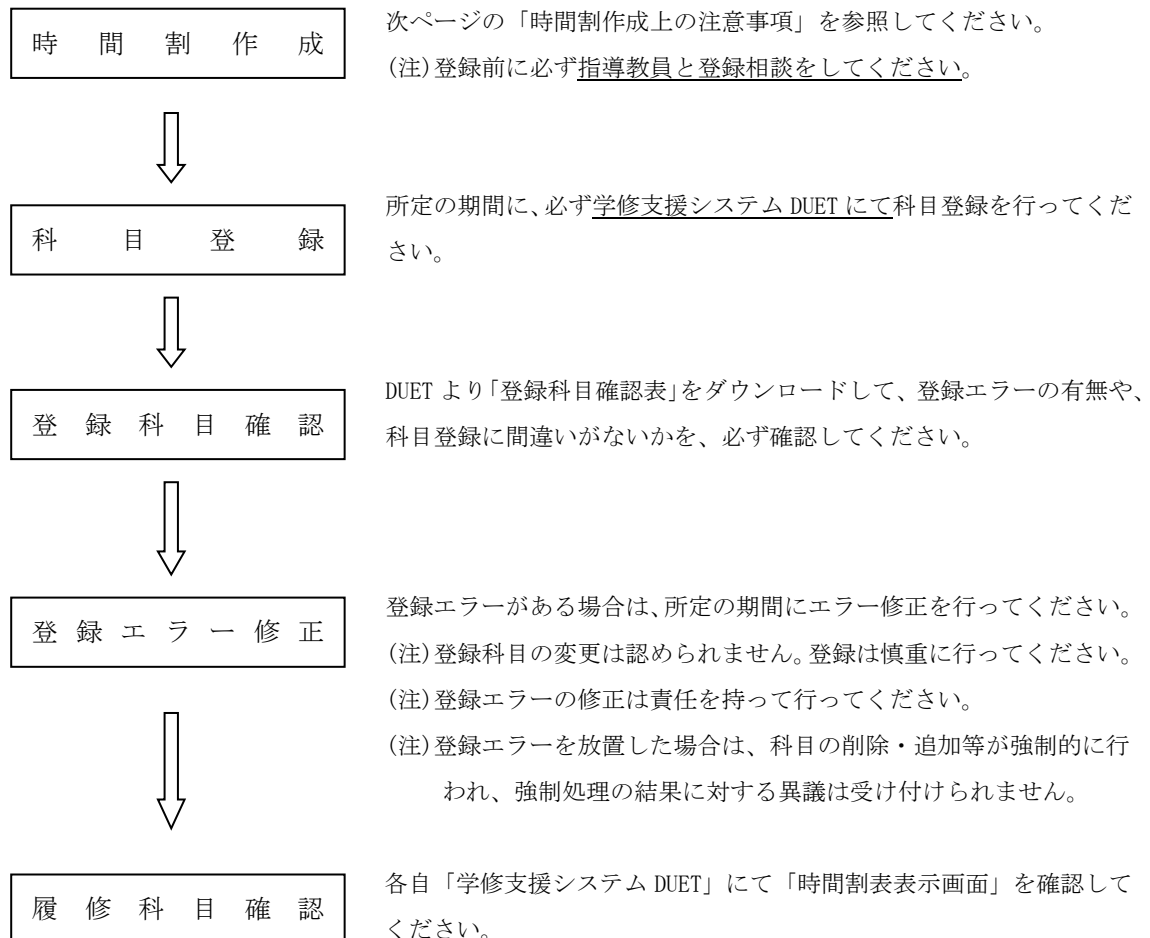 時間割作成
次ページの「時間割作成上の注意事項」を参照してください。
(注)登録前に必ず指導教員と登録相談をしてください。
科目登録
所定の期間に、必ず学修支援システム DUET にて科目登録を行ってくだ
さい。
登録科目確認
DUET より「登録科目確認表」をダウンロードして、登録エラーの有無や、
科目登録に間違いがないかを、必ず確認してください。
登録エラー修正
登録エラーがある場合は、所定の期間にエラー修正を行ってください。
(注)登録科目の変更は認められません。登録は慎重に行ってください。
(注)登録エラーの修正は責任を持って行ってください。
(注)登録エラーを放置した場合は、科目の削除・追加等が強制的に行
われ、強制処理の結果に対する異議は受け付けられません。
履修科目確認
各自「学修支援システム DUET」にて「時間割表表示画面」を確認して
ください。